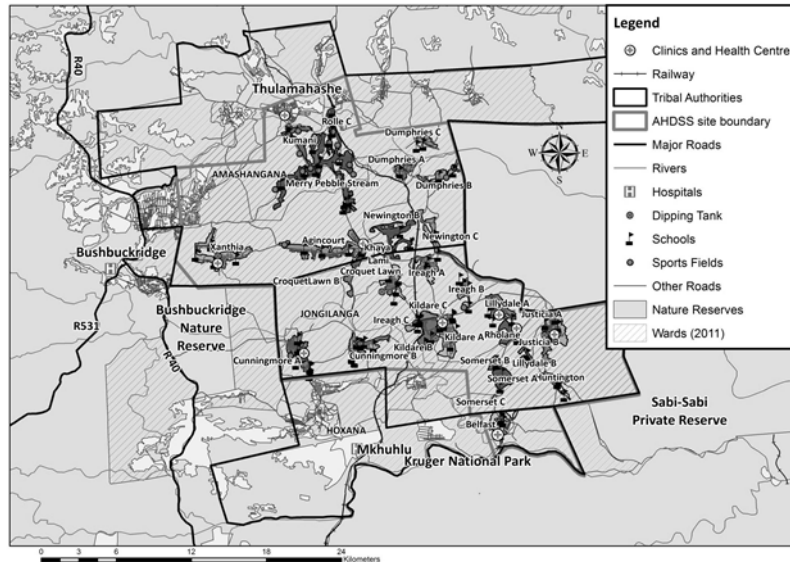 Legend
Clinics and Health Centre
Railway
Tribal Authorities
AHDSS site boundary
Major Roads
Rivers
Hospitals
Dipping Tank
Schools
Sports Fields
Other Roads
Nature Reserves
Wards (2011)
R40
Thulamahashe
Rolle C
Kumani
Dumphries C
N
W
E
S
Dumphries A
AMASHANGANA
Merry Pebble Stream
Dumphries B
Newington B
Newington C
Xanthia
Agincourt
Khaya
Lami
Bushbuckridge
Croquet Lawn
Ireagh A
CroquetLawn B
Ireagh B
Bushbuckridge
Nature
Reserve
JONGILANGA
Kildare C
Lillydale A
Justicia A
R531
Ireagh C
Rholane
Kildare A
Justicia B
R'40'
Cunningmore A
Cunningmore B
Kildare B
Somerset B
Lillydale B
Somerset A
Huntington
Somerset C
Sabi-Sabi
Private Reserve
HOXANA
Belfast
Mkhuhlu
Kruger National Park
0 1.5 3 6 12 18 24
Kilometers